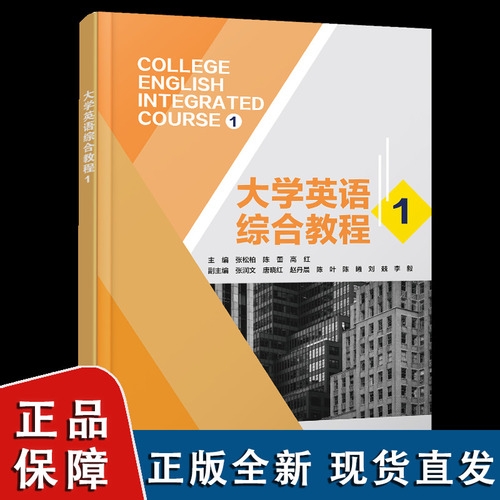 COLLEGE
ENGLISH
INTEGRATED
COURSE 1
大学英语综合教程 1
大学英语
综合教程
1
主 编 张松柏 陈 蕾 高 红
副主编 张润文 唐晓红 赵丹晨 陈 叶 陈 曦 刘 燚 李 毅
正品
保障
正版全新 现货直发